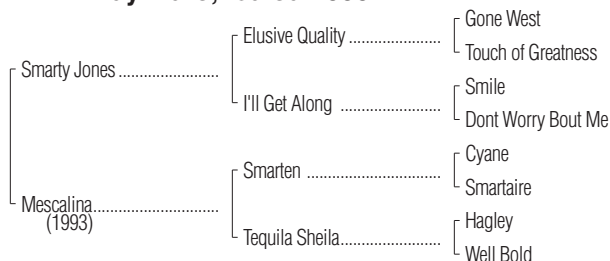 Gone West
Elusive Quality
Touch of Greatness
Smarty Jones
Smile
I'll Get Along
Dont Worry Bout Me
Cyane
Smarten
Smartaire
Mescalina
(1993)
Hagley
Tequila Sheila
Well Bold